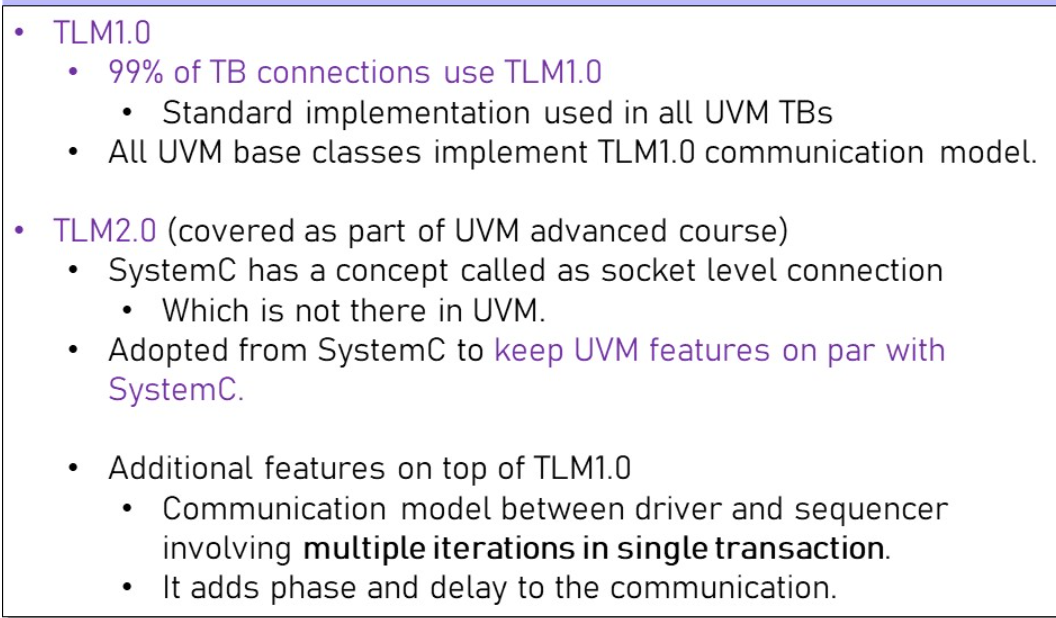 • TLM1.0
• 99% of TB connections use TLM1.0
• Standard implementation used in all UVM TBs
• All UVM base classes implement TLM1.0 communication model.
• TLM2.0 (covered as part of UVM advanced course)
• SystemC has a concept called as socket level connection
• Which is not there in UVM.
• Adopted from SystemC to keep UVM features on par with
SystemC.
• Additional features on top of TLM1.0
• Communication model between driver and sequencer
involving multiple iterations in single transaction.
• It adds phase and delay to the communication.